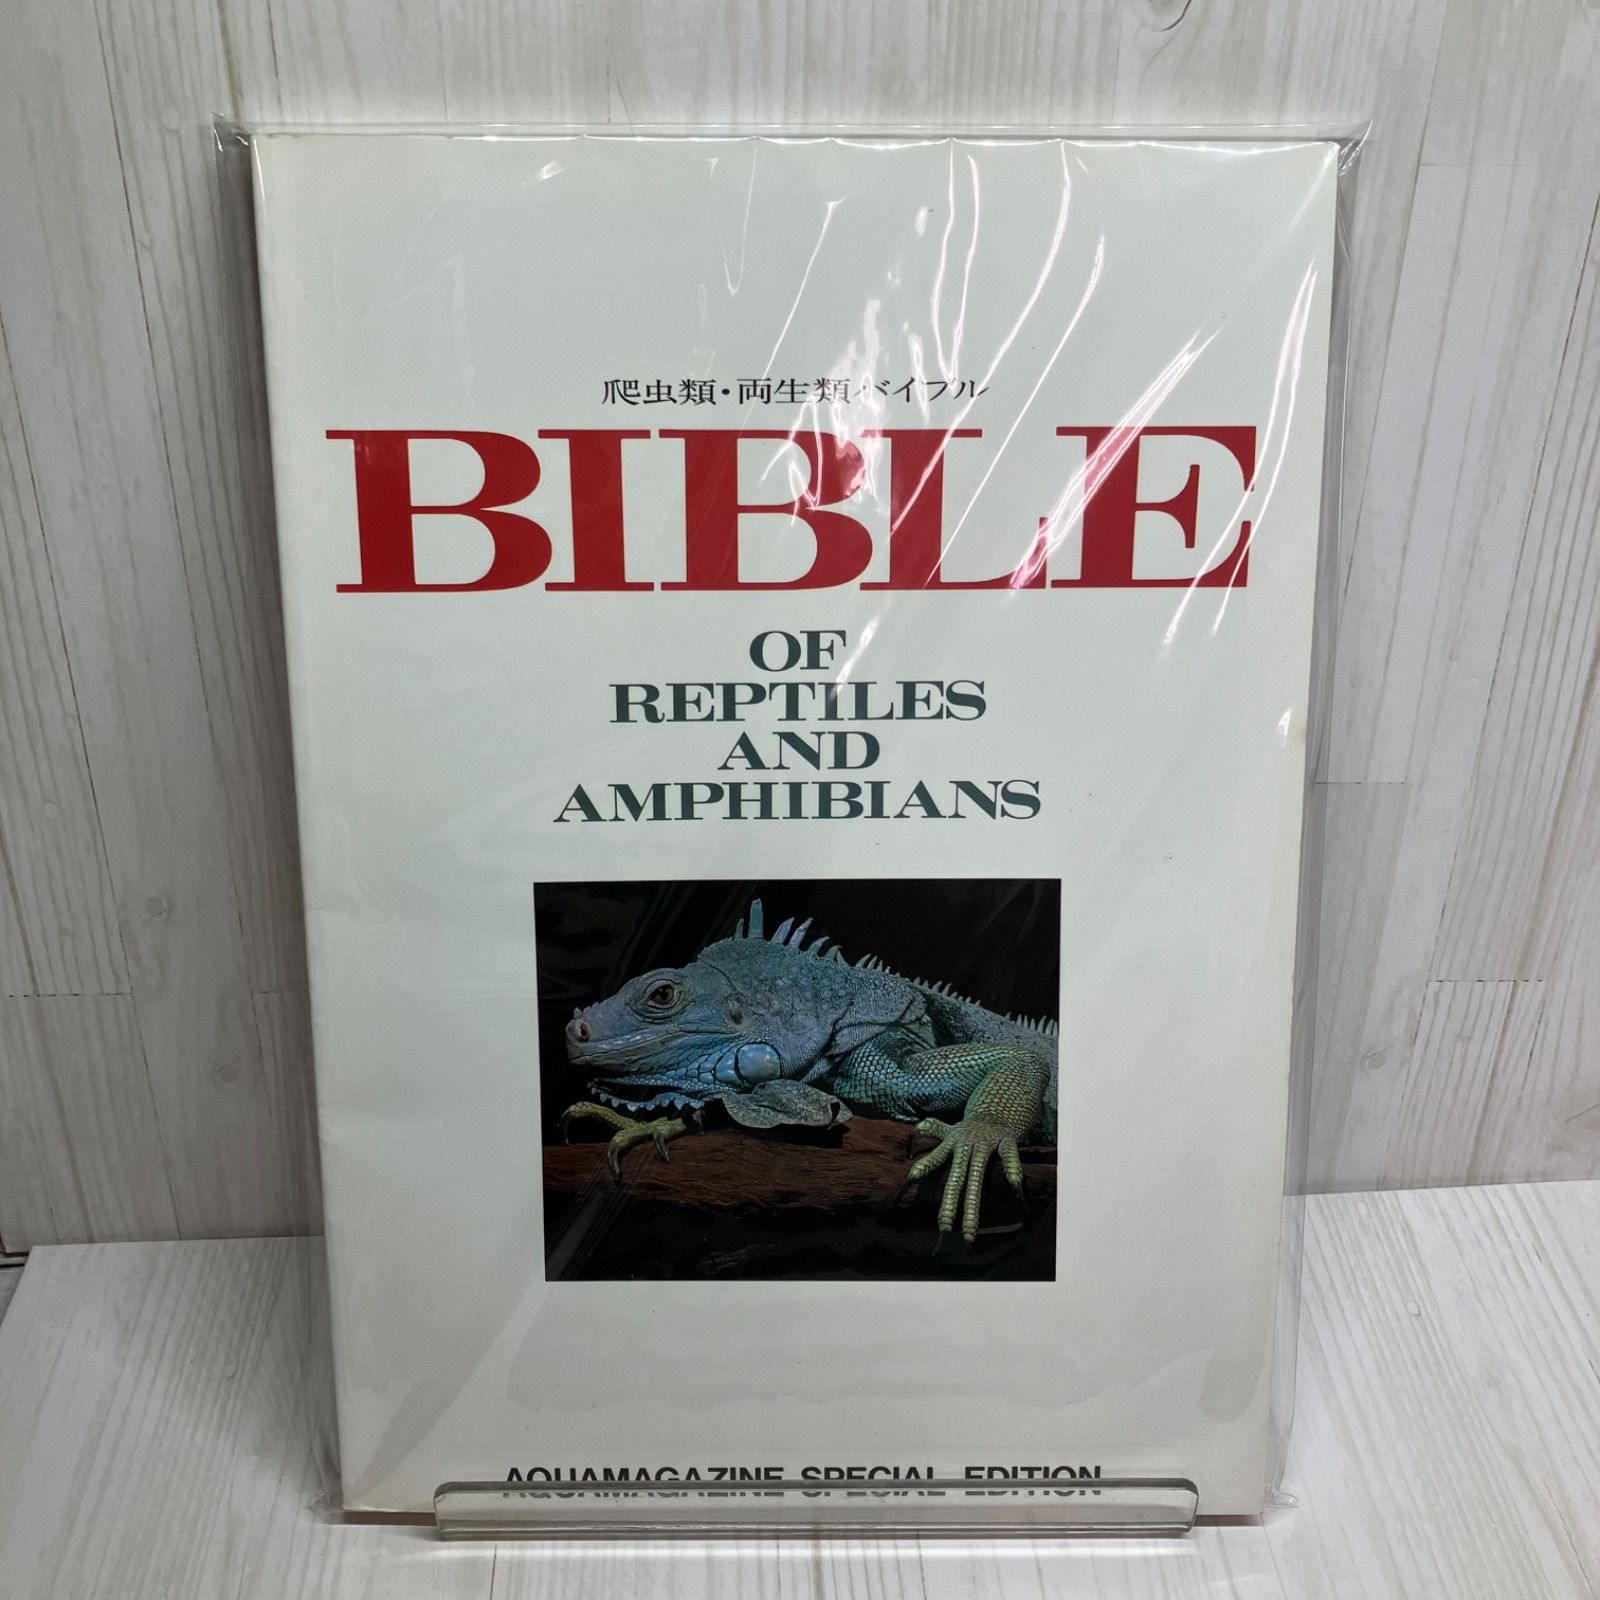 爬虫類・両生類バイブル
BIBLE
OF
REPTILES
AND
AMPHIBIANS
AQUAMAGAZINE SPECIAL EDITION